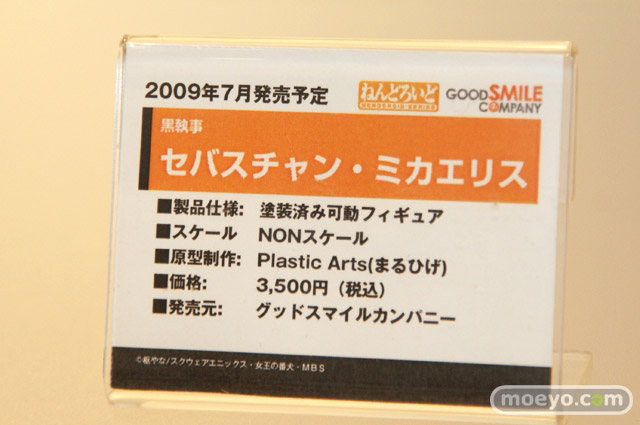 2009年7月発売予定
ねんどろいど
NENDOROID SERIES
GOOD SMILE
COMPANY
黒執事
セバスチャン・ミカエリス
■製品仕様: 塗装済み可動フィギュア
■スケール NONスケール
■原型制作: Plastic Arts(まるひげ)
■価格: 3,500円（税込）
■発売元: グッドスマイルカンパニー
©枢やな/スクウェアエニックス・女王の番犬・MBS
moeyo.com